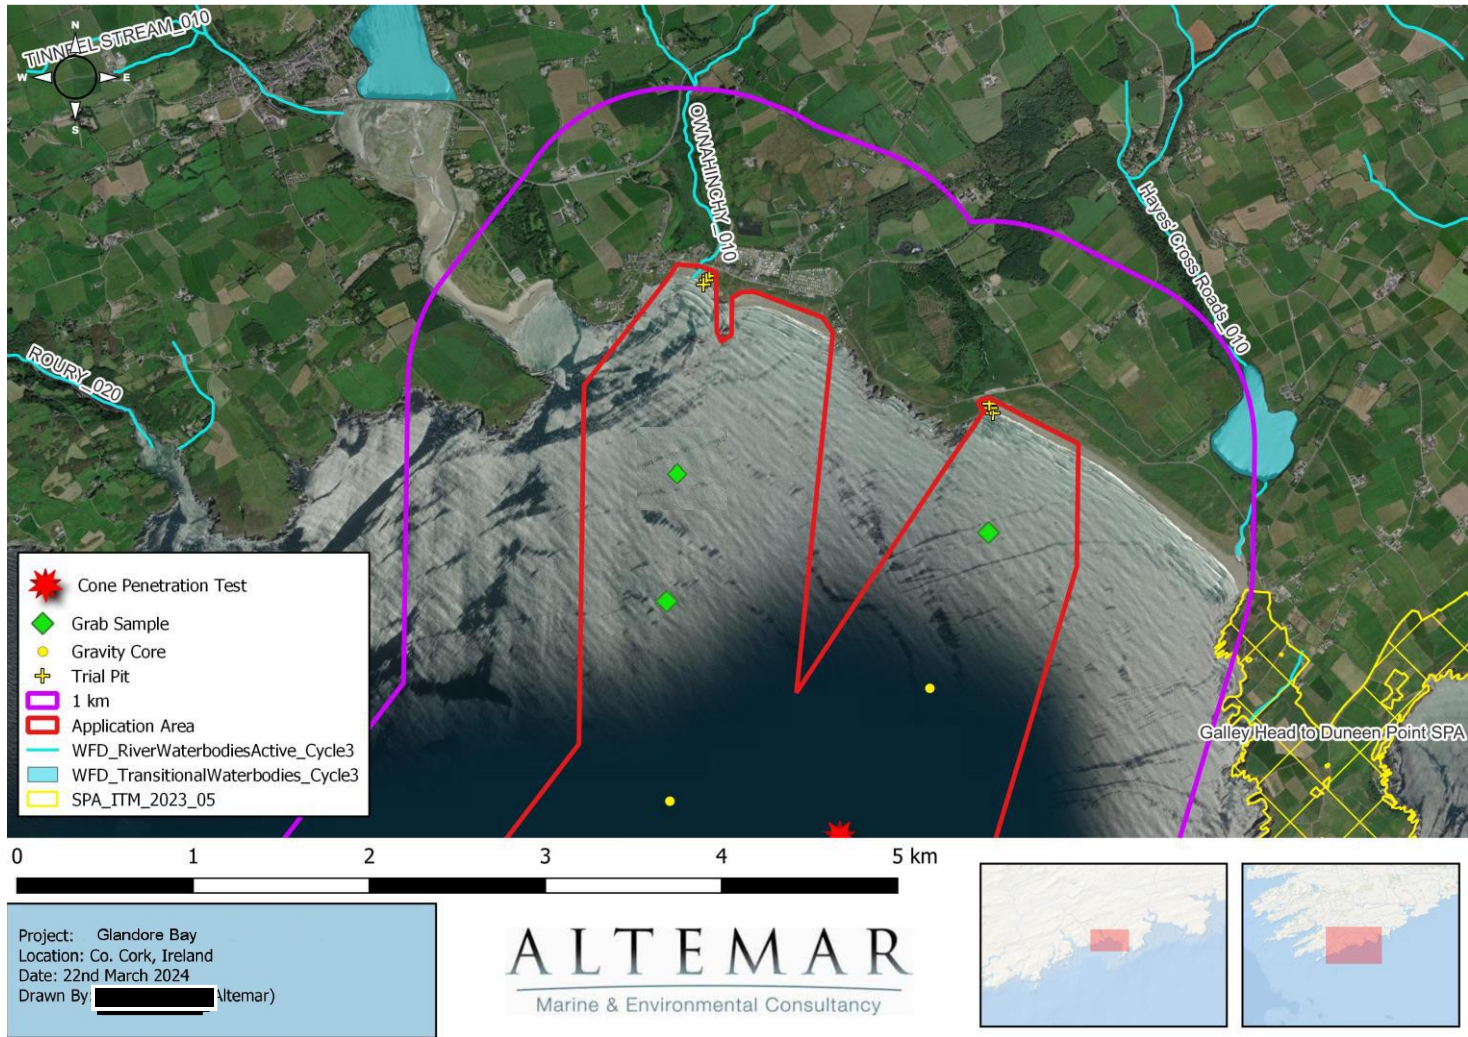 TINNEEL STREAM_010
N
W
E
S
OWNAHINCHY_010
Hayes' Cross Roads_010
ROURY_020
Cone Penetration Test
Grab Sample
Gravity Core
Trial Pit
1 km
Application Area
WFD_RiverWaterbodiesActive_Cycle3
WFD_TransitionalWaterbodies_Cycle3
SPA_ITM_2023_05
Galley Head to Duneen Point SPA
0 1 2 3 4 5 km
Project: Glandore Bay
Location: Co. Cork, Ireland
Date: 22nd March 2024
Drawn By: Altemar)
ALTEMAR
Marine & Environmental Consultancy